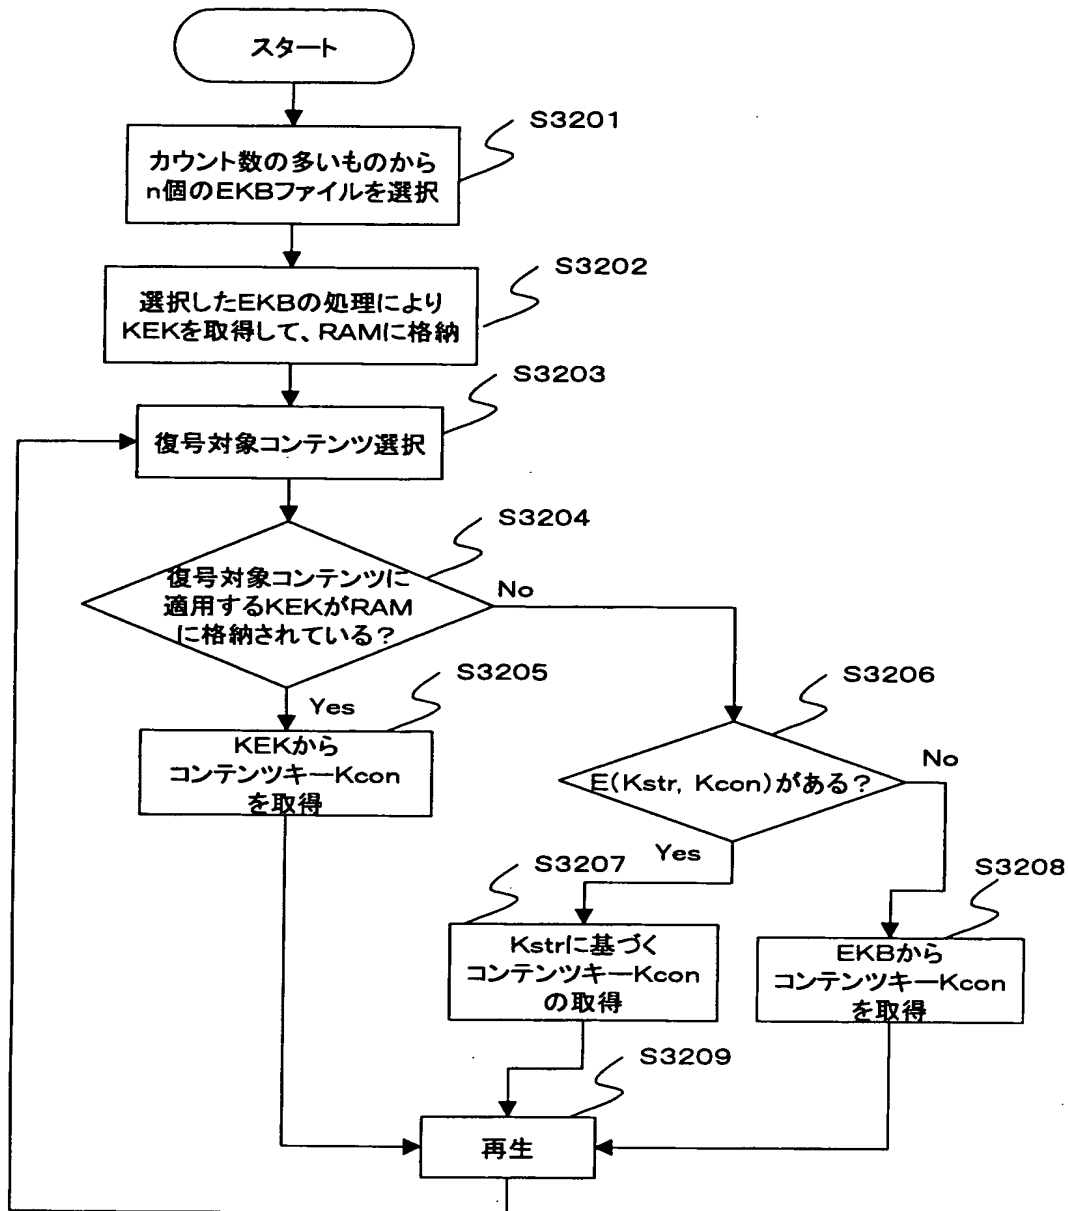 スタート
S3201
カウント数の多いものから
n個のEKBファイルを選択
S3202
選択したEKBの処理により
KEKを取得して、RAMに格納
S3203
復号対象コンテンツ選択
S3204
復号対象コンテンツに
適用するKEKがRAM
に格納されている?
No
S3205
Yes
KEKから
コンテンツキーKcon
を取得
S3206
E(Kstr, Kcon)がある?
No
Yes
S3207
Kstrに基づく
コンテンツキーKcon
の取得
S3208
EKBから
コンテンツキーKcon
を取得
S3209
再生